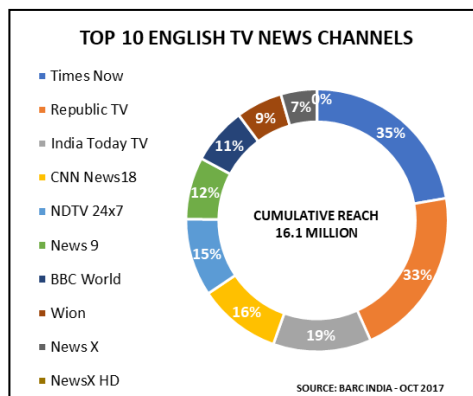 TOP 10 ENGLISH TV NEWS CHANNELS
Times Now
Republic TV
India Today TV
CNN News18
NDTV 24x7
News 9
BBC World
Wion
News X
NewsX HD
0%
35%
33%
19%
16%
15%
12%
11%
9%
7%
CUMULATIVE REACH
16.1 MILLION
SOURCE: BARC INDIA - OCT 2017